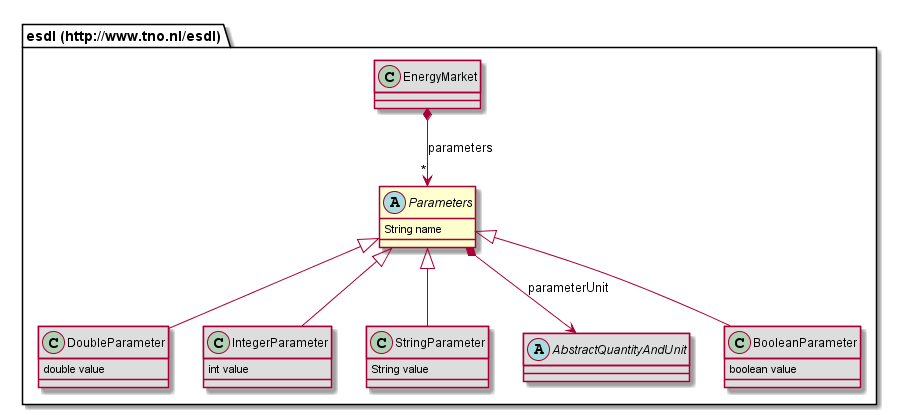 esdl (http://www.tno.nl/esdl)
C EnergyMarket
parameters
*
A Parameters
String name
parameterUnit
C DoubleParameter
double value
C IntegerParameter
int value
C StringParameter
String value
A AbstractQuantityAndUnit
C BooleanParameter
boolean value